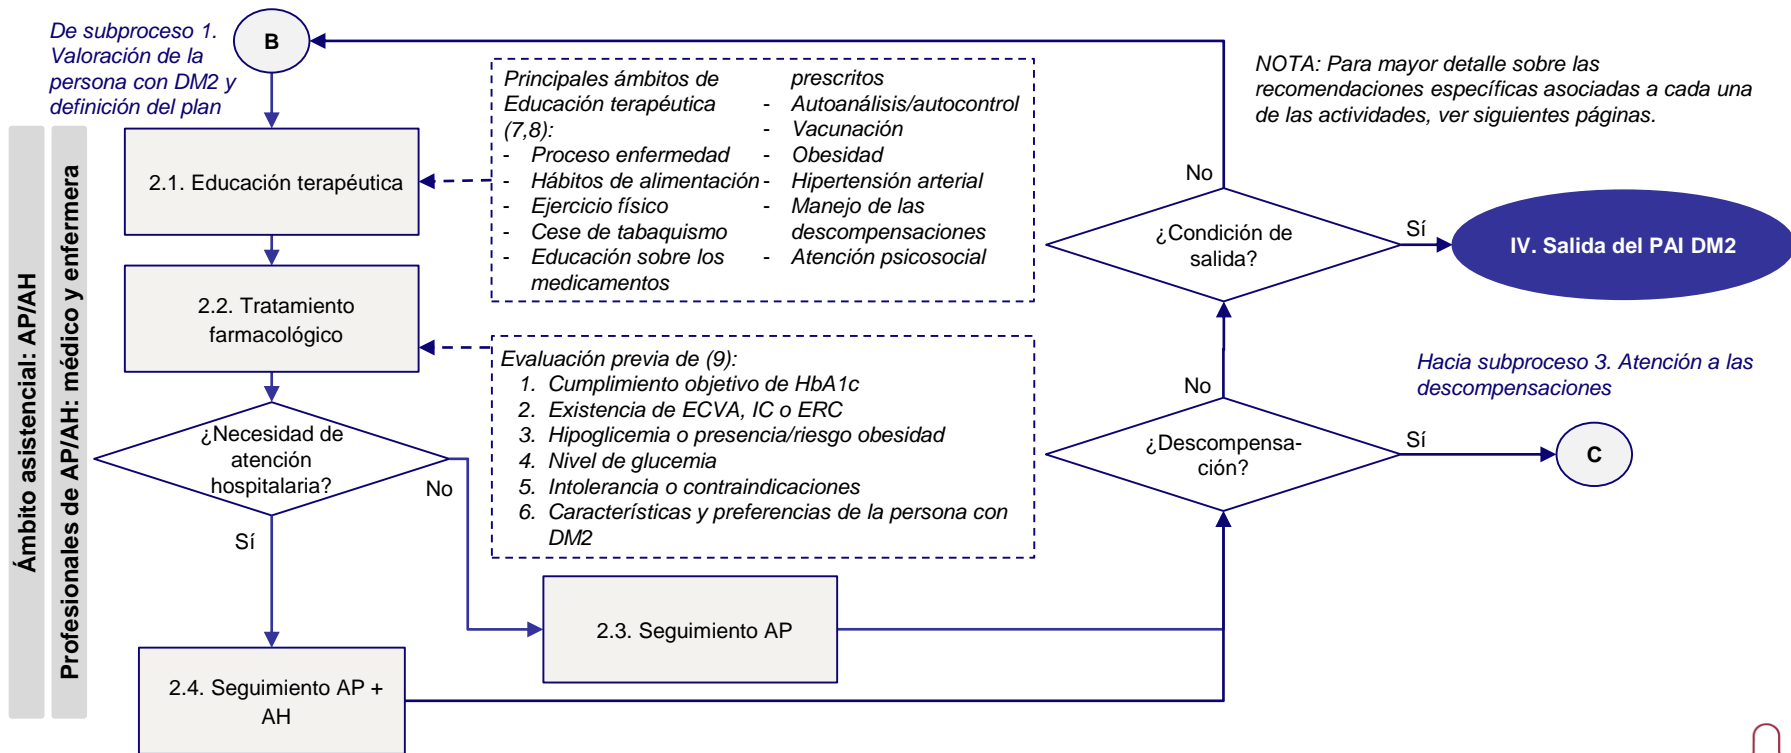 De subproceso 1.
Valoración de la
persona con DM2 y
definición del plan
B
Ámbito asistencial: AP/AH
Profesionales de AP/AH: médico y enfermera
2.1. Educación terapéutica
Principales ámbitos de
Educación terapéutica
(7,8):
- Proceso enfermedad
- Hábitos de alimentación
- Ejercicio físico
- Cese de tabaquismo
- Educación sobre los
medicamentos
prescritos
- Autoanálisis/autocontrol
- Vacunación
- Obesidad
- Hipertensión arterial
- Manejo de las
descompensaciones
- Atención psicosocial
NOTA: Para mayor detalle sobre las
recomendaciones específicas asociadas a cada una
de las actividades, ver siguientes páginas.
No
¿Condición de
salida?
Sí
IV. Salida del PAI DM2
2.2. Tratamiento
farmacológico
Evaluación previa de (9):
1. Cumplimiento objetivo de HbA1c
2. Existencia de ECVA, IC o ERC
3. Hipoglicemia o presencia/riesgo obesidad
4. Nivel de glucemia
5. Intolerancia o contraindicaciones
6. Características y preferencias de la persona con
DM2
No
Hacia subproceso 3. Atención a las
descompensaciones
¿Descompensa-
ción?
Sí
C
¿Necesidad de
atención
hospitalaria?
No
Sí
2.3. Seguimiento AP
2.4. Seguimiento AP +
AH